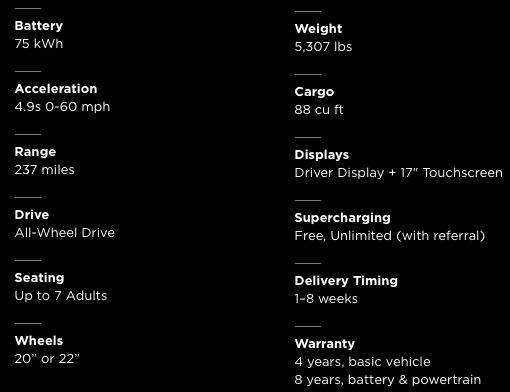 Battery
75 kWh
Acceleration
4.9s 0-60 mph
Range
237 miles
Drive
All-Wheel Drive
Seating
Up to 7 Adults
Wheels
20” or 22”
Weight
5,307 lbs
Cargo
88 cu ft
Displays
Driver Display + 17" Touchscreen
Supercharging
Free, Unlimited (with referral)
Delivery Timing
1–8 weeks
Warranty
4 years, basic vehicle
8 years, battery & powertrain